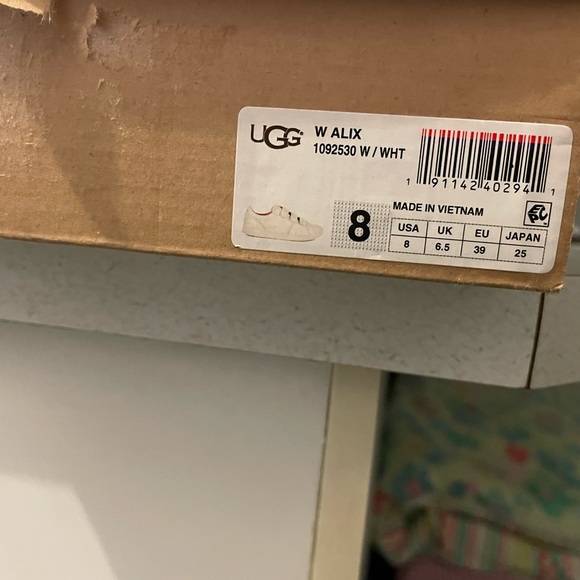 UGG® W ALIX
1092530 W / WHT
1 91142 40294 1
MADE IN VIETNAM
8
USA UK EU JAPAN
8 6.5 39 25